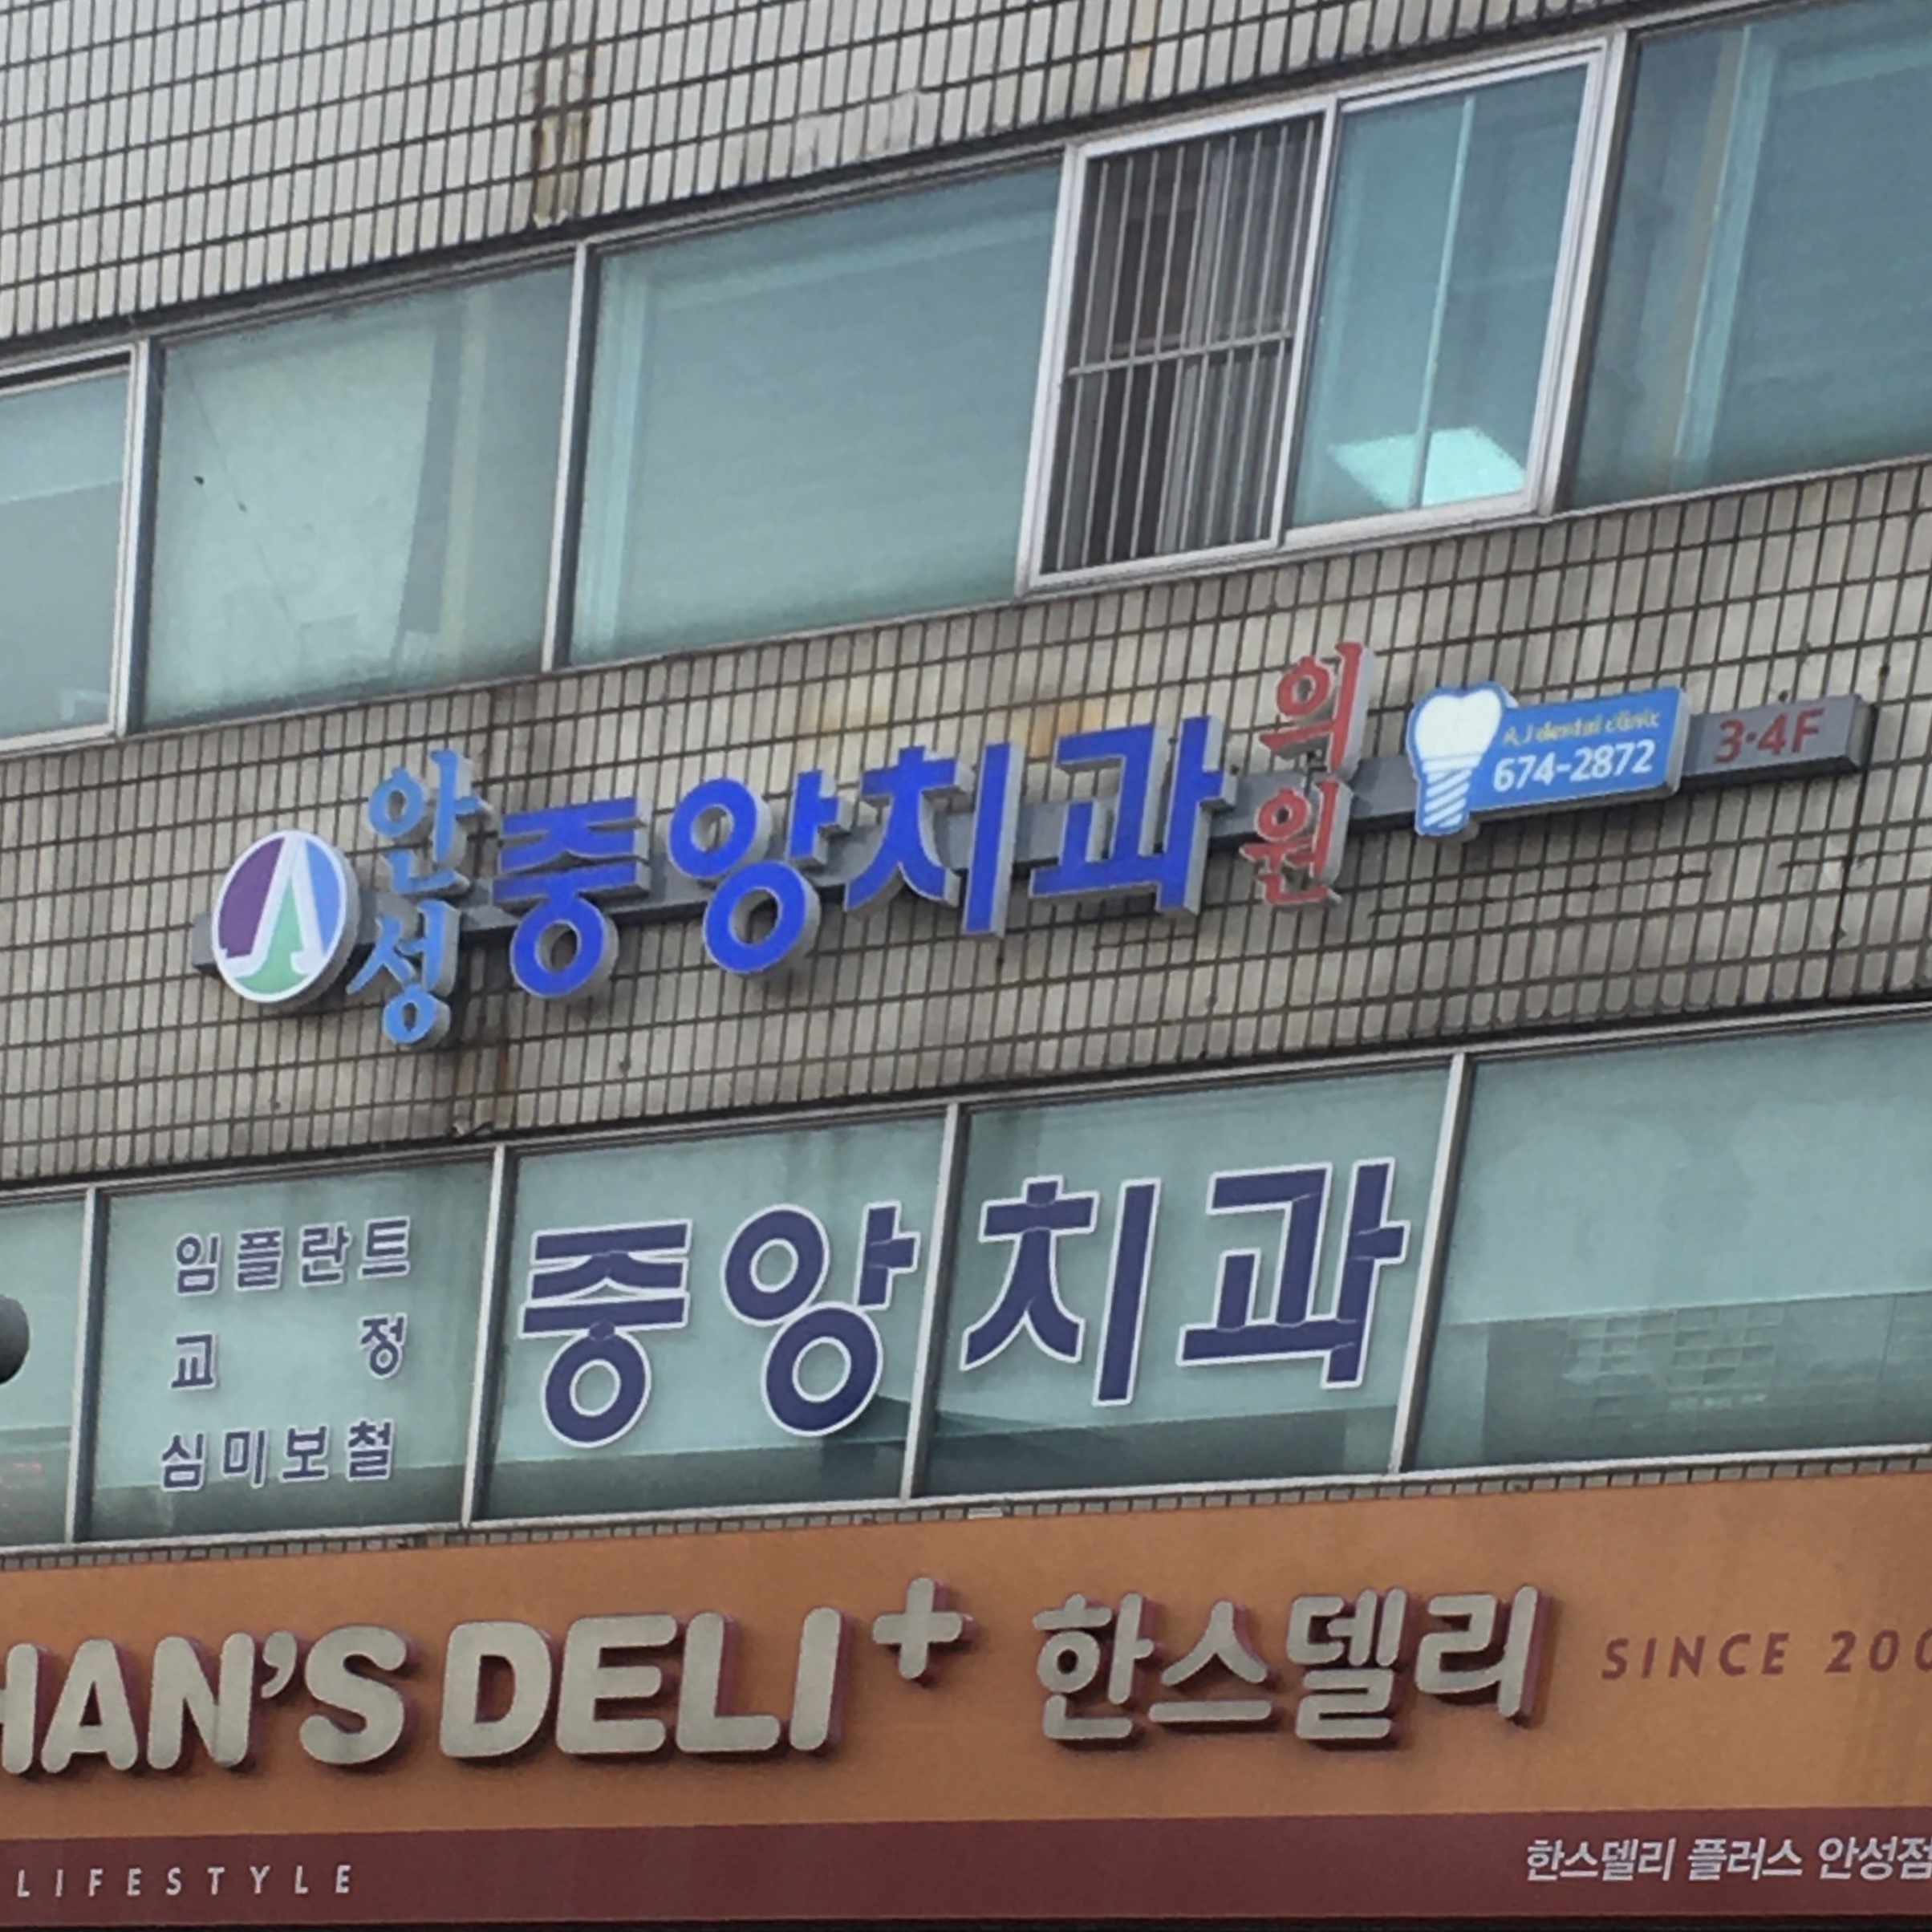 안성 중앙치과 의원
A.J dental clinic
674-2872
3·4F
임플란트
교정
심미보철
중앙치과
HAN'S DELI+ 한스델리 SINCE 200
LIFESTYLE
한스델리 플러스 안성점